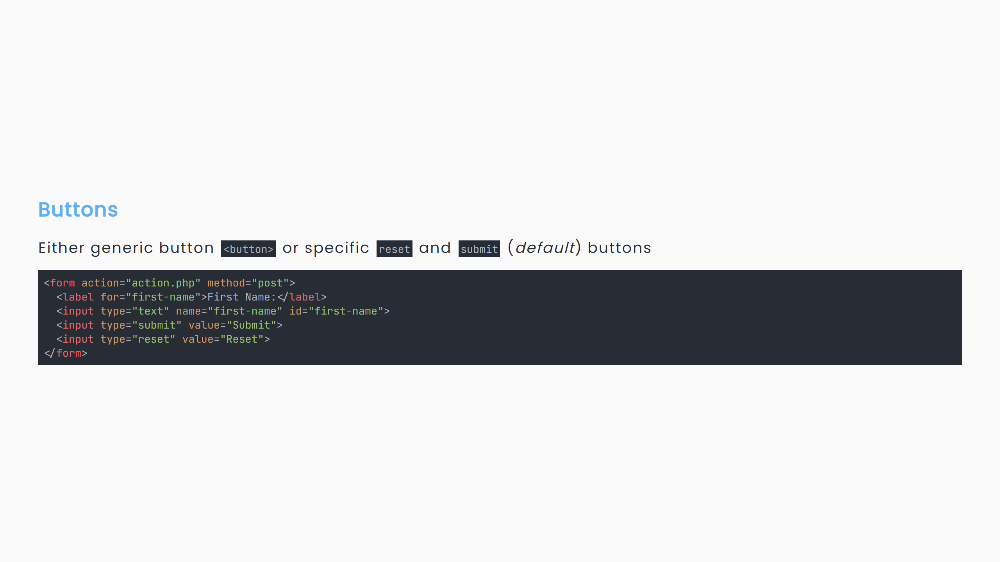 Buttons
Either generic button <button> or specific reset and submit (default) buttons
<form action="action.php" method="post">
  <label for="first-name">First Name:</label>
  <input type="text" name="first-name" id="first-name">
  <input type="submit" value="Submit">
  <input type="reset" value="Reset">
</form>